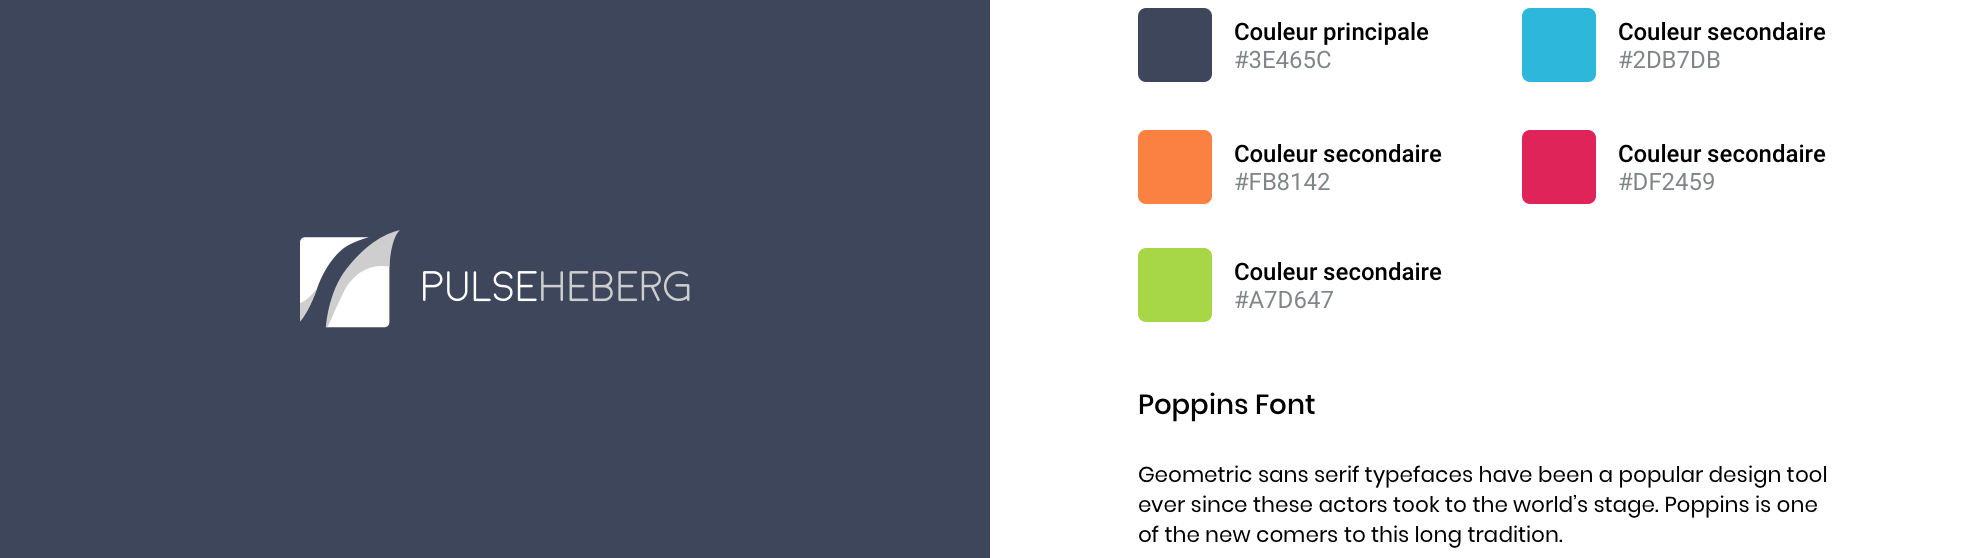 PULSEHEBERG
Couleur principale
#3E465C
Couleur secondaire
#2DB7DB
Couleur secondaire
#FB8142
Couleur secondaire
#DF2459
Couleur secondaire
#A7D647
Poppins Font
Geometric sans serif typefaces have been a popular design tool
ever since these actors took to the world’s stage. Poppins is one
of the new comers to this long tradition.